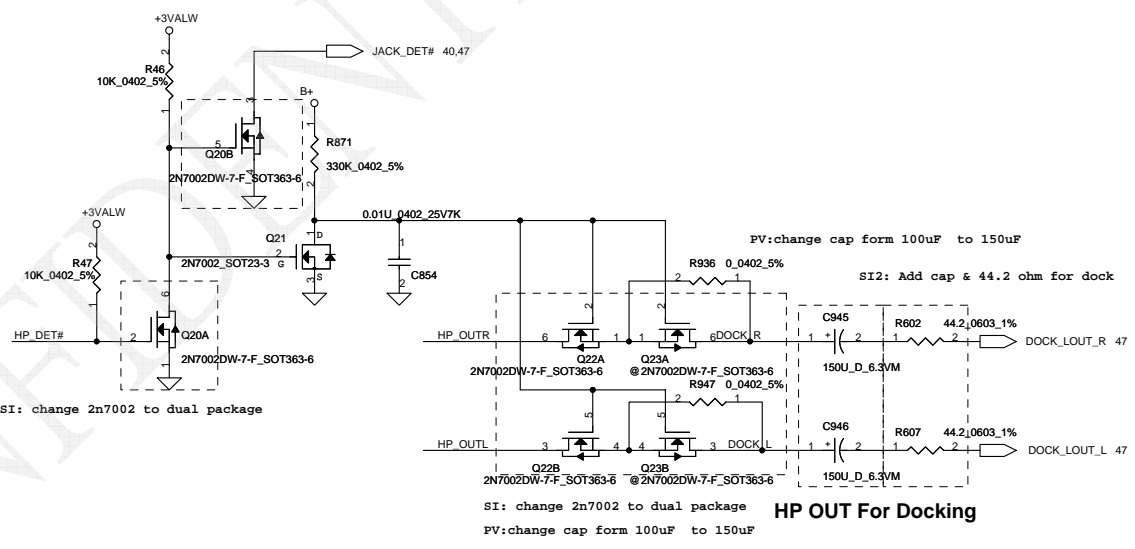 +3VALW
R46
10K_0402_5%
2
1
JACK_DET# 40,47
3
5
Q20B
4
2N7002DW-7-F_SOT363-6
B+
1
R871
330K_0402_5%
2
+3VALW
2
R47
10K_0402_5%
1
Q21
1 D
2
G
S
3
2N7002_SOT23-3
0.01U_0402_25V7K
1
C854
2
HP_DET#
6
2
Q20A
1
2N7002DW-7-F_SOT363-6
SI: change 2n7002 to dual package
PV:change cap form 100uF to 150uF
SI2: Add cap & 44.2 ohm for dock
R936 0_0402_5%
2 1
2 2
HP_OUTR 6 1 1 6 DOCK_R
Q22A Q23A
2N7002DW-7-F_SOT363-6 @2N7002DW-7-F_SOT363-6
C945
1 + 2
150U_D_6.3VM
R602 44.2_0603_1%
1 2
DOCK_LOUT_R 47
R947 0_0402_5%
2 1
5 5
HP_OUTL 3 4 4 3 DOCK_L
Q22B Q23B
2N7002DW-7-F_SOT363-6 @2N7002DW-7-F_SOT363-6
C946
1 + 2
150U_D_6.3VM
R607 44.2_0603_1%
1 2
DOCK_LOUT_L 47
SI: change 2n7002 to dual package
HP OUT For Docking
PV:change cap form 100uF to 150uF